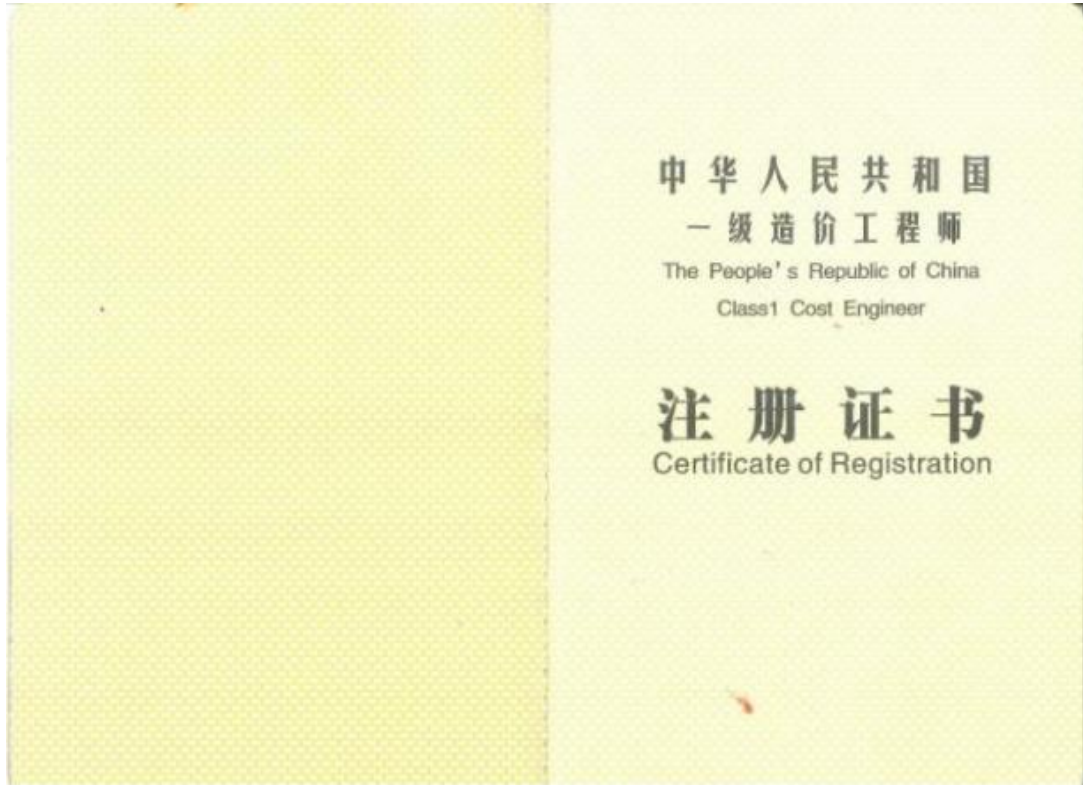 中华人民共和国
一级造价工程师
The People's Republic of China
Class1 Cost Engineer
注册证书
Certificate of Registration